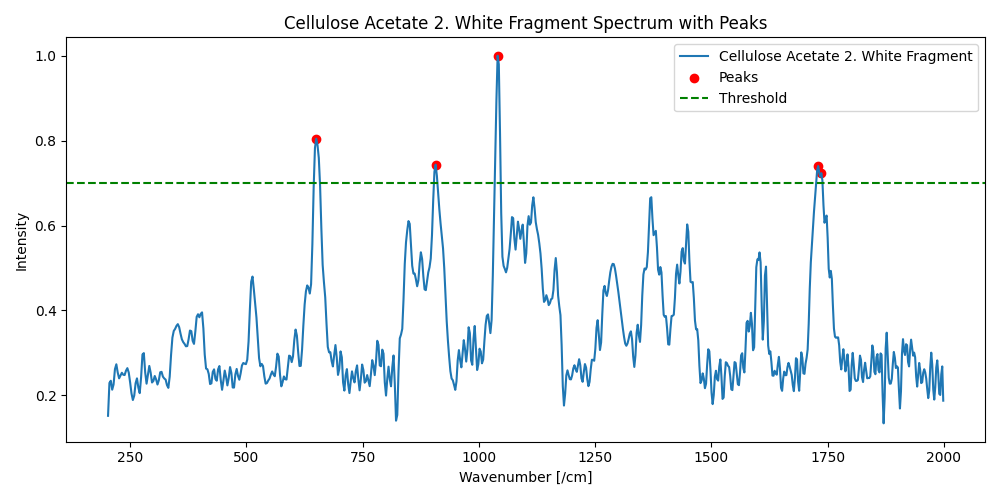 Cellulose Acetate 2. White Fragment Spectrum with Peaks
Cellulose Acetate 2. White Fragment
Peaks
Threshold
Intensity
1.0
0.8
0.6
0.4
0.2
250 500 750 1000 1250 1500 1750 2000
Wavenumber [/cm]